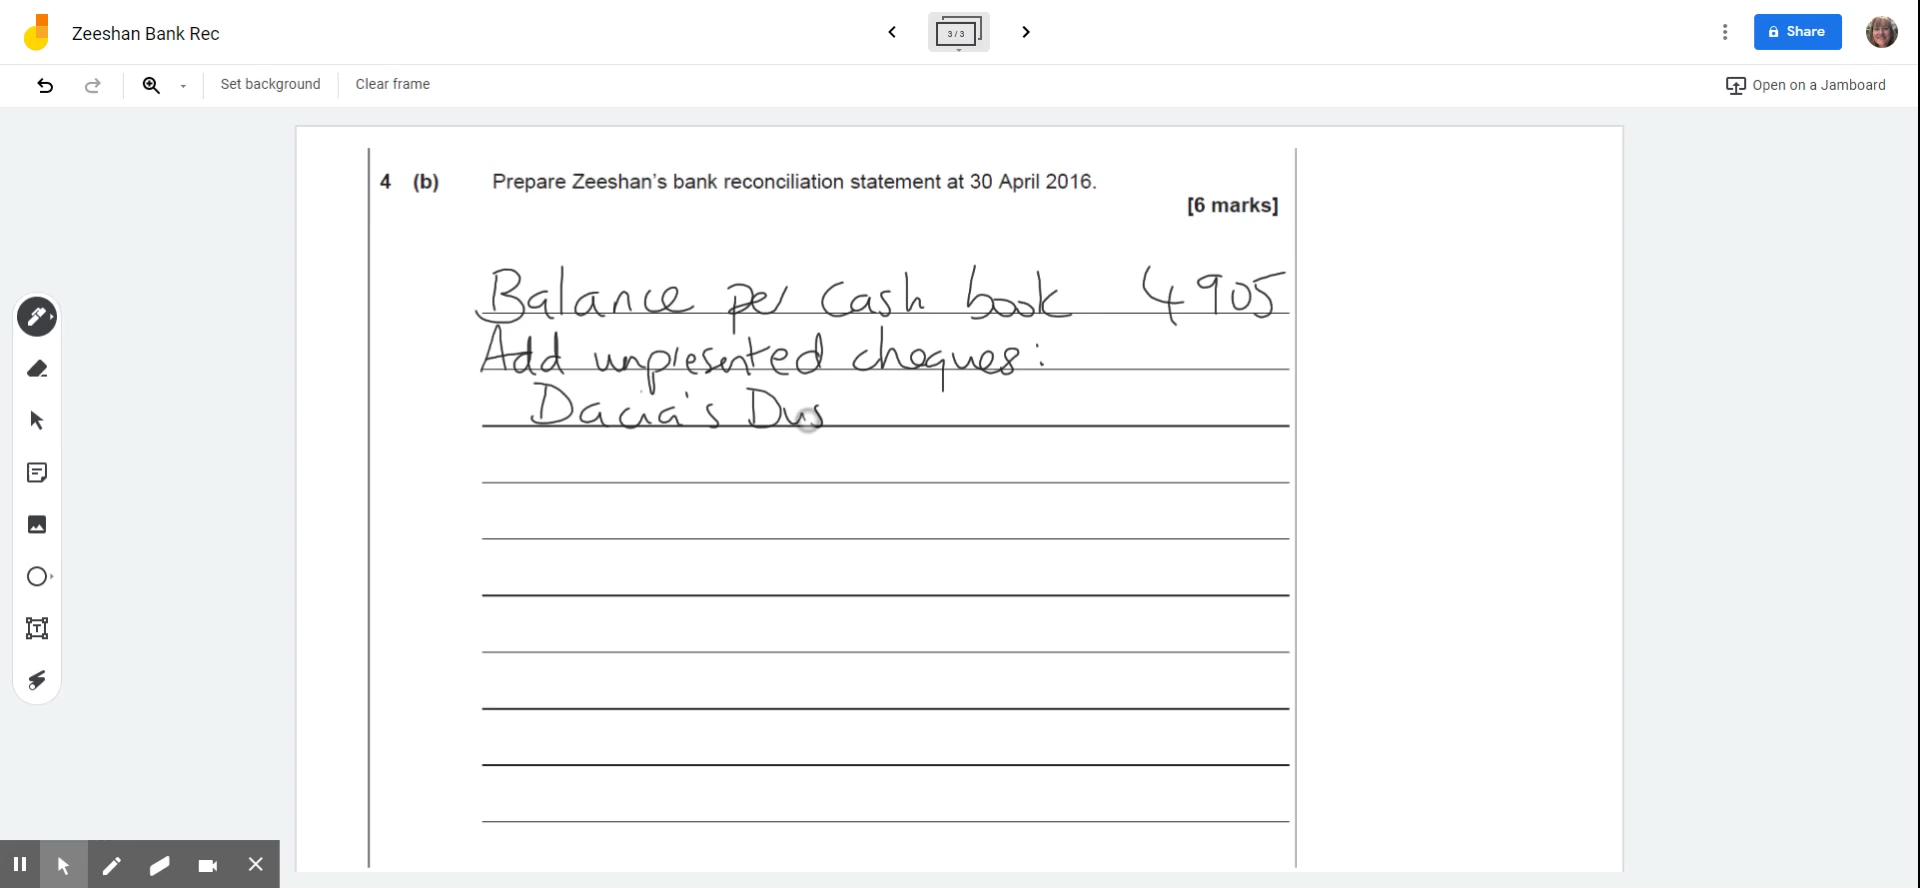 Zeeshan Bank Rec
3 / 3
Share
Set background
Clear frame
Open on a Jamboard
4 (b) Prepare Zeeshan's bank reconciliation statement at 30 April 2016.
[6 marks]
Balance per cash book 4905
Add unpresented cheques:
Dacia's Dus